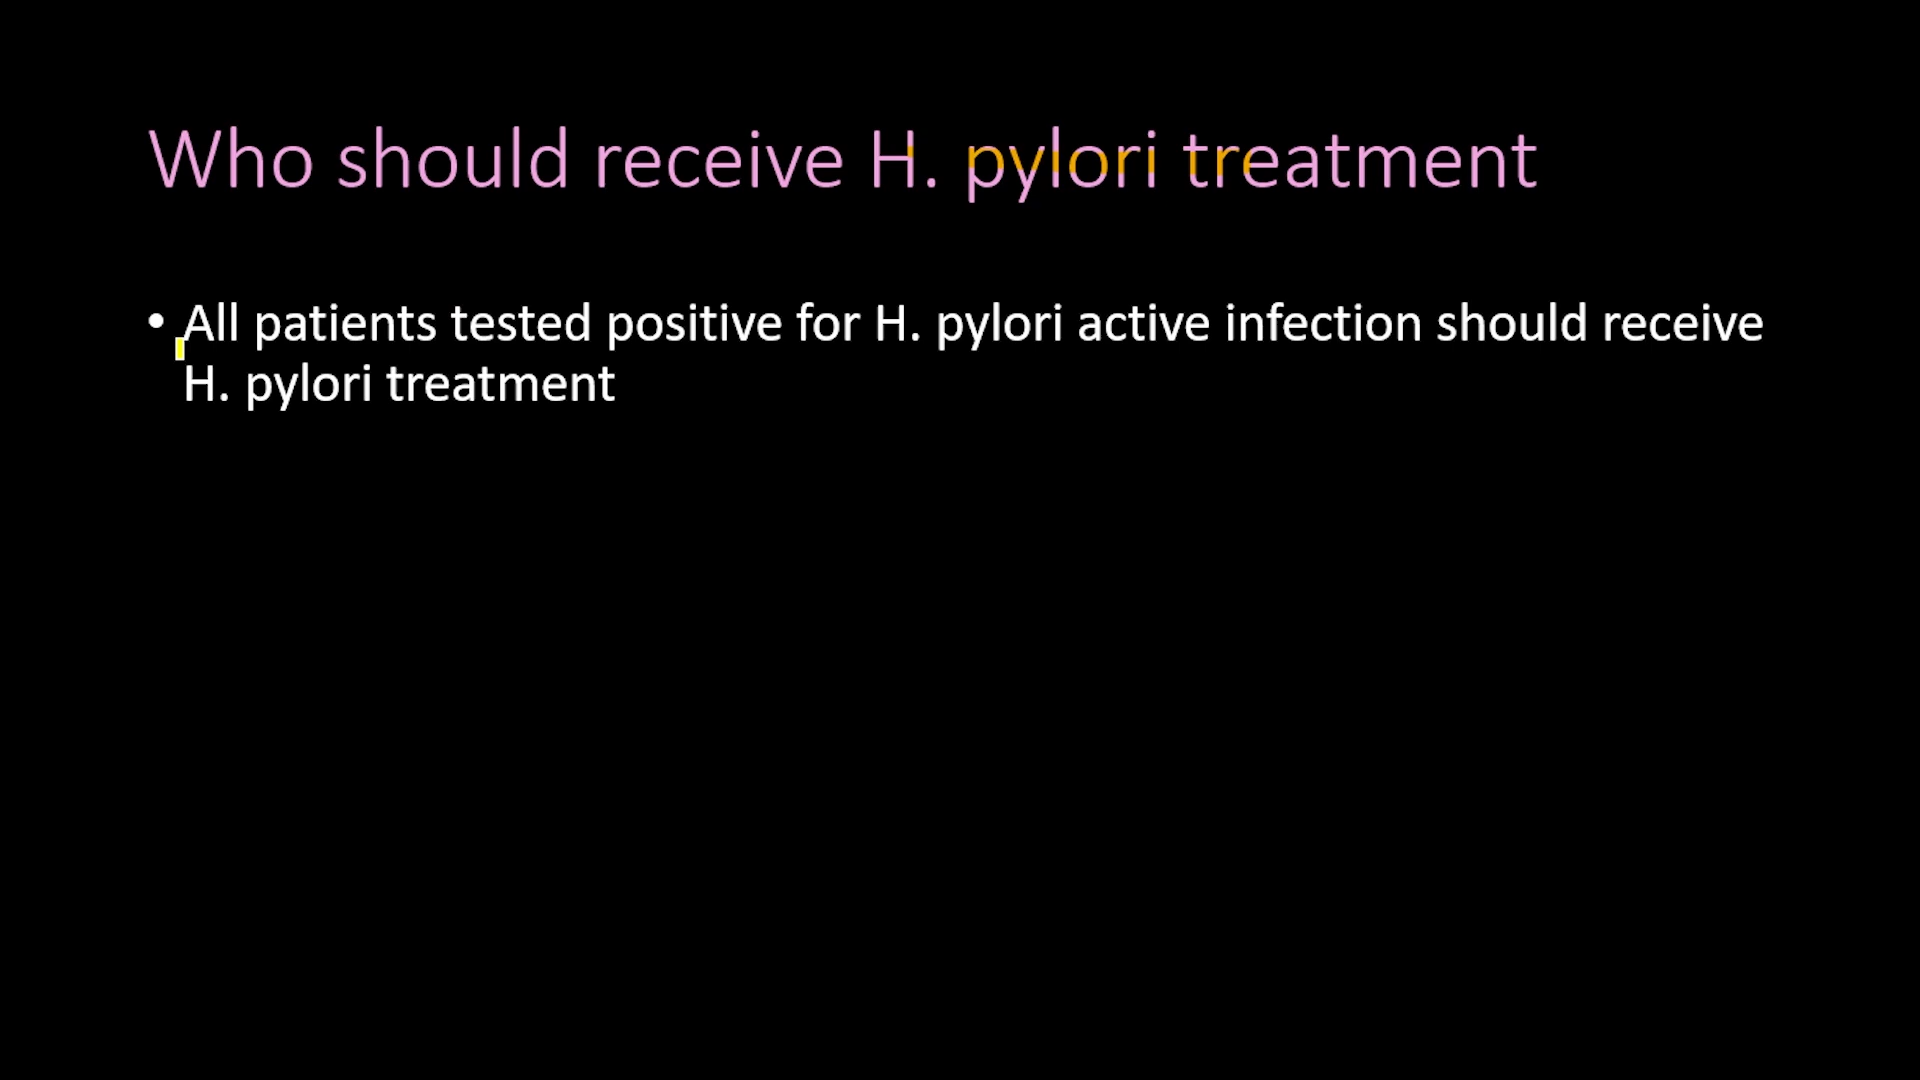 Who should receive H. pylori treatment
• All patients tested positive for H. pylori active infection should receive
H. pylori treatment